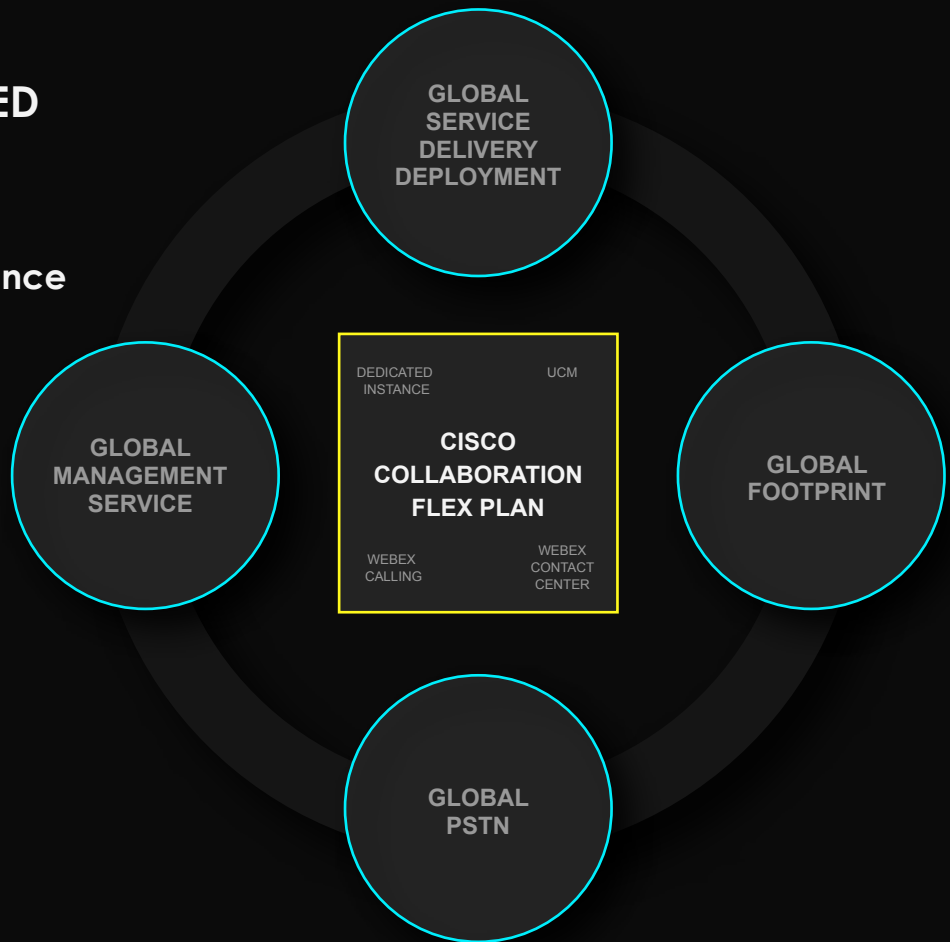 ED
nce
GLOBAL
SERVICE
DELIVERY
DEPLOYMENT
GLOBAL
MANAGEMENT
SERVICE
DEDICATED
INSTANCE
UCM
CISCO
COLLABORATION
FLEX PLAN
WEBEX
CALLING
WEBEX
CONTACT
CENTER
GLOBAL
FOOTPRINT
GLOBAL
PSTN